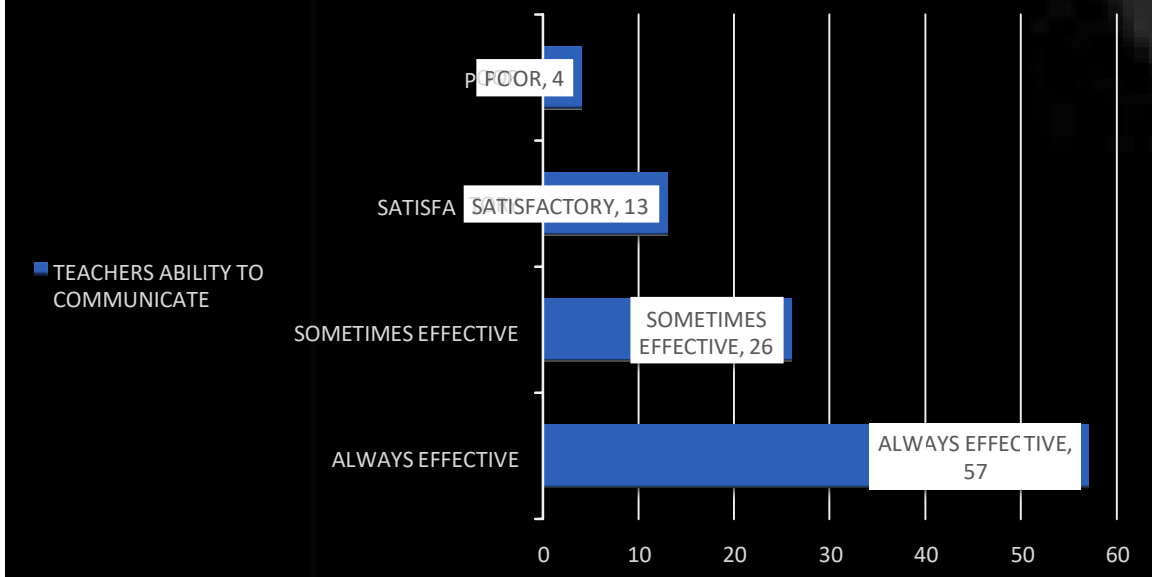 POOR, 4
SATISFA
SATISFACTORY, 13
TEACHERS ABILITY TO
COMMUNICATE
SOMETIMES EFFECTIVE
SOMETIMES
EFFECTIVE, 26
ALWAYS EFFECTIVE
ALWAYS EFFECTIVE,
57
0 10 20 30 40 50 60